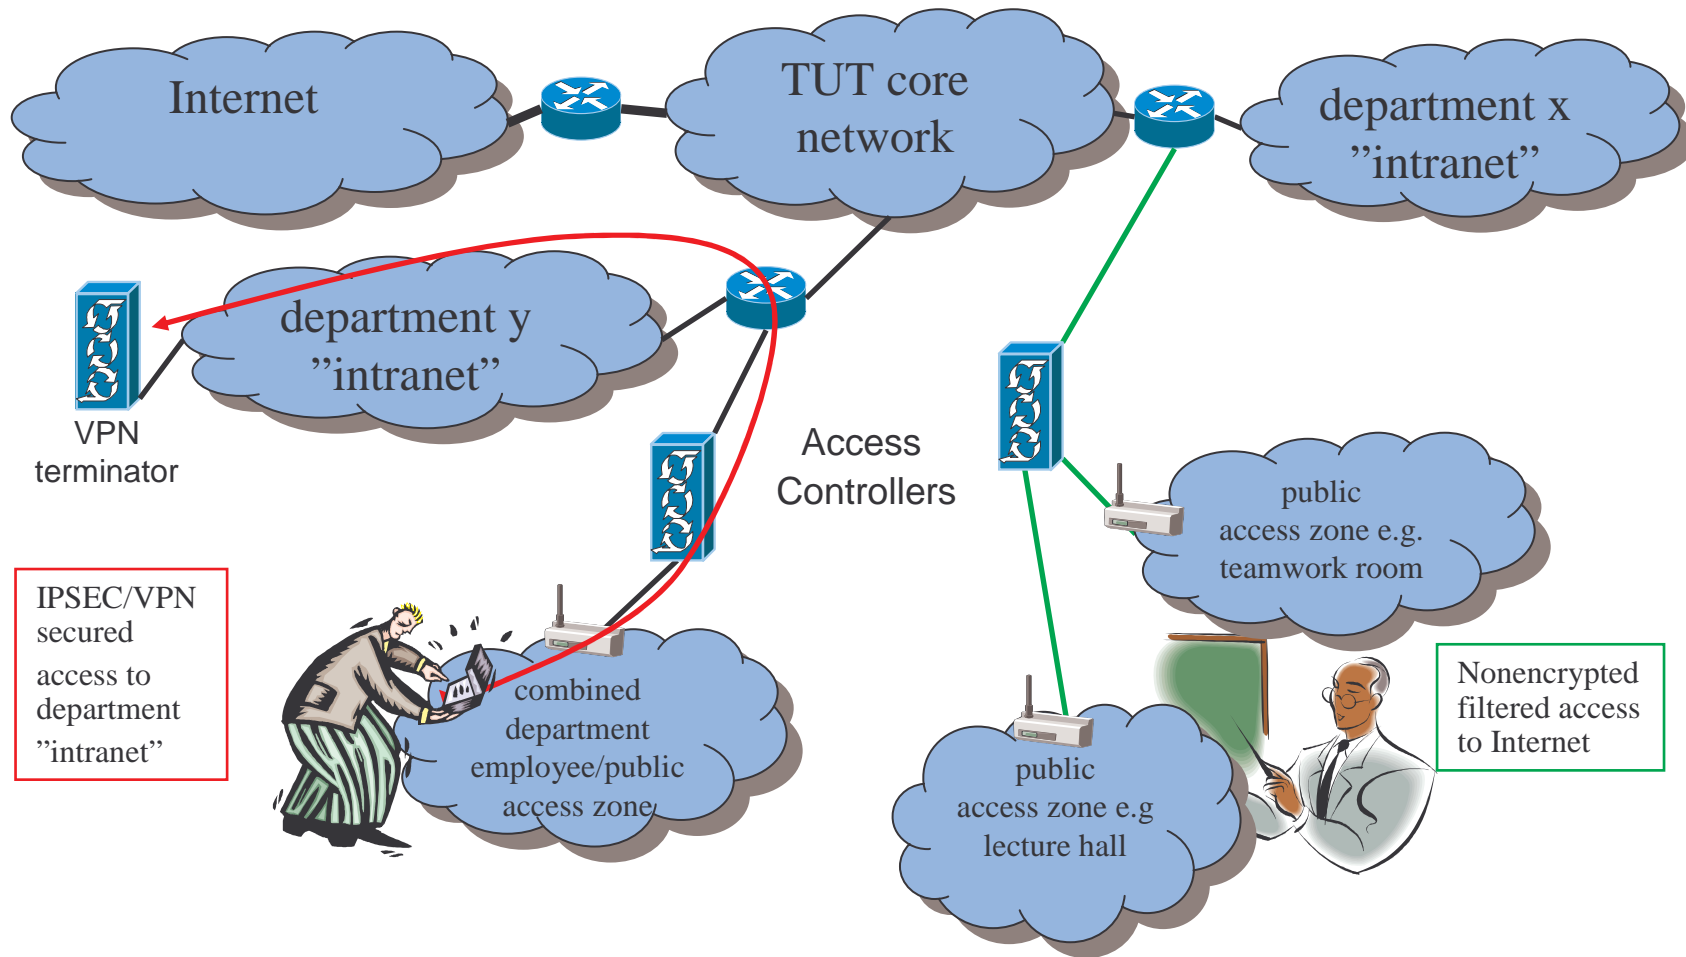 Internet
TUT core
network
department x
”intranet”
department y
”intranet”
VPN
terminator
Access
Controllers
public
access zone e.g.
teamwork room
IPSEC/VPN
secured
access to
department
”intranet”
combined
department
employee/public
access zone
public
access zone e.g
lecture hall
Nonencrypted
filtered access
to Internet